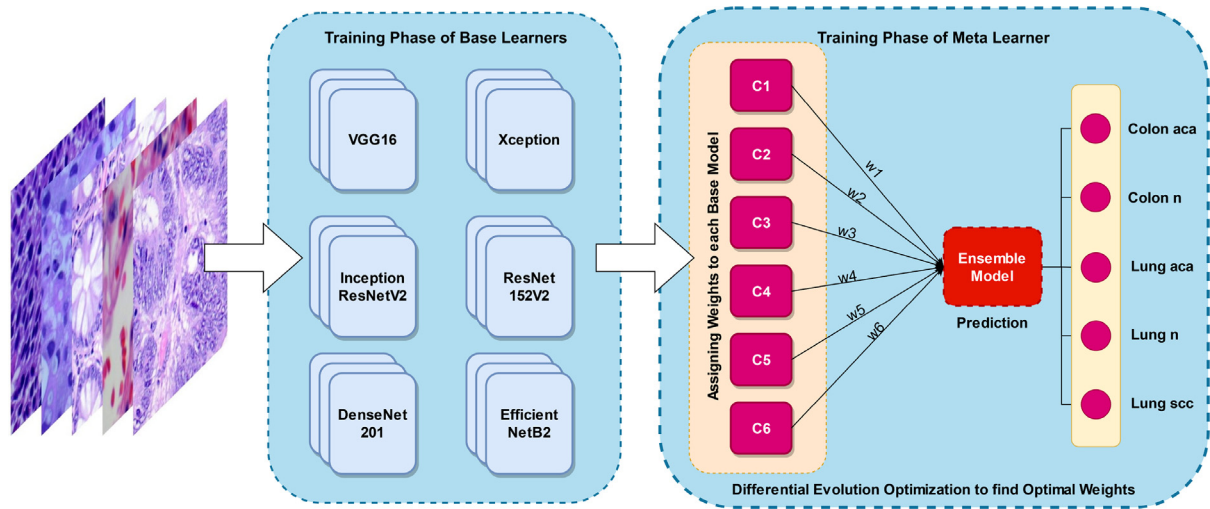 Training Phase of Base Learners
VGG16
Xception
Inception
ResNetV2
ResNet
152V2
DenseNet
201
Efficient
NetB2
Training Phase of Meta Learner
Assigning Weights to each Base Model
C1
C2
C3
C4
C5
C6
w1
w2
w3
w4
w5
w6
Ensemble
Model
Prediction
Colon aca
Colon n
Lung aca
Lung n
Lung scc
Differential Evolution Optimization to find Optimal Weights